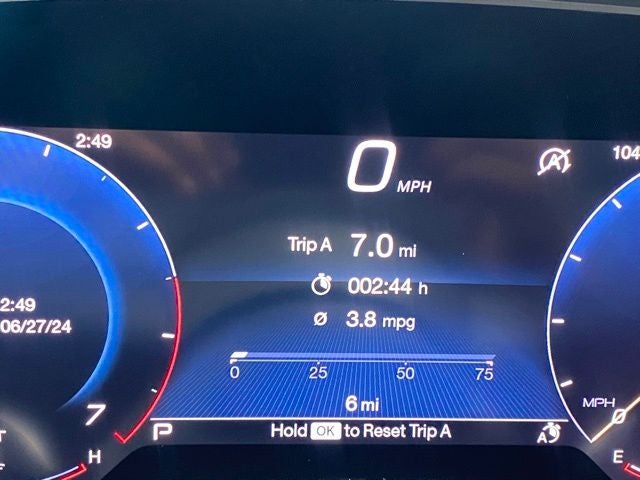 2:49
104
0 MPH
Trip A 7.0 mi
002:44 h
2:49
06/27/24
ø 3.8 mpg
0 25 50 75
6 mi
MPH
7
0
P Hold OK to Reset Trip A A
H
E